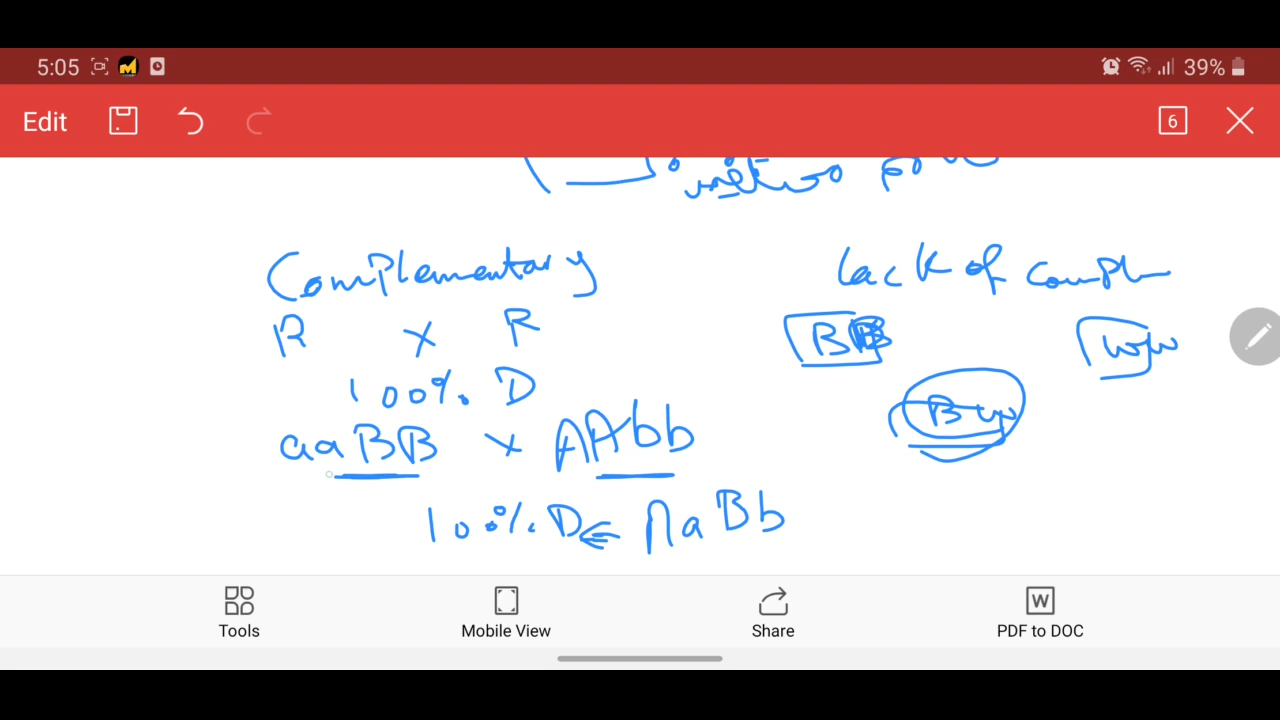 5:05 39%
Edit 6
Complementary lack of compl
R x R BB ww
100% D Bw
aaBB x AAbb
100% D ⇐ AaBb
Tools Mobile View Share PDF to DOC
W